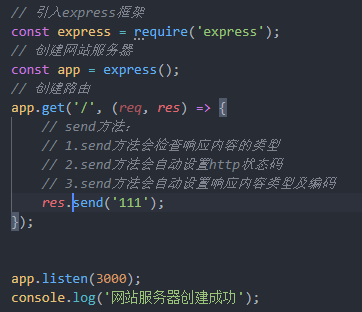 // 引入express框架
const express = require('express');
// 创建网站服务器
const app = express();
// 创建路由
app.get('/', (req, res) => {
    // send方法:
    // 1.send方法会检查响应内容的类型
    // 2.send方法会自动设置http状态码
    // 3.send方法会自动设置响应内容类型及编码
    res.send('111');
});
app.listen(3000);
console.log('网站服务器创建成功');